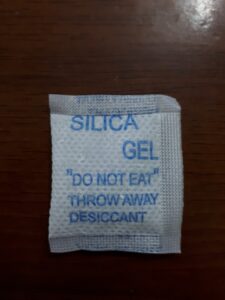 SILICA
GEL
"DO NOT EAT"
THROW AWAY
DESICCANT